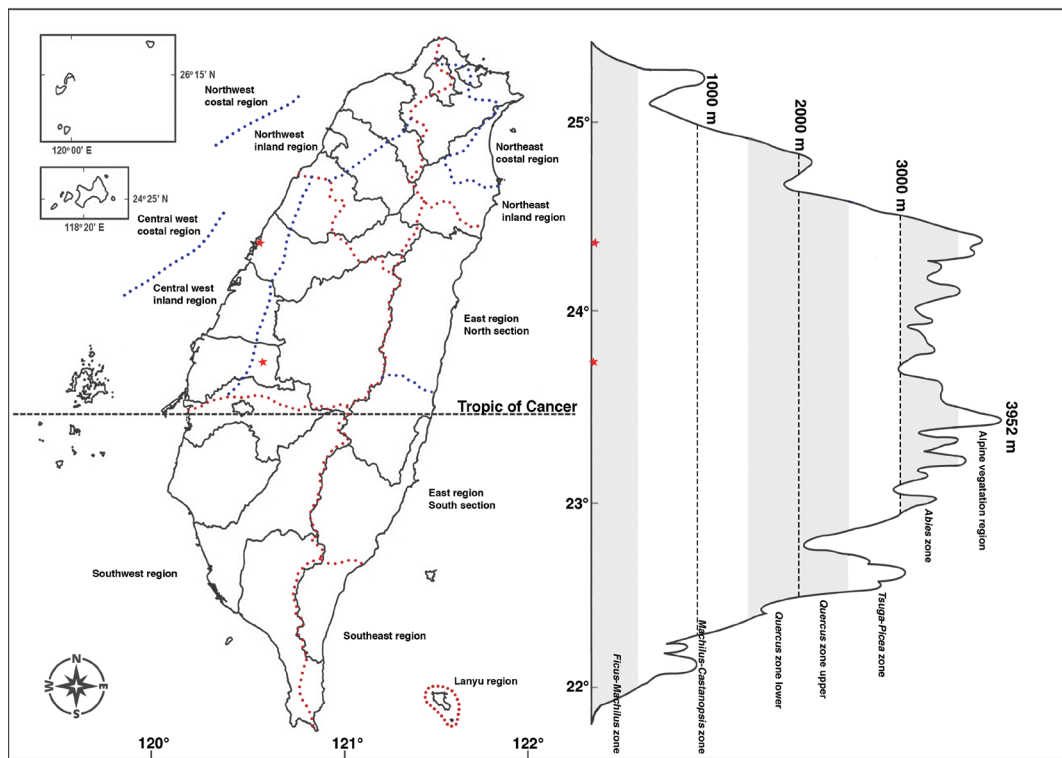 26°15' N
120°00' E
24°25' N
118°20' E
Northwest
costal region
Northwest
inland region
Central west
costal region
Central west
inland region
Northeast
costal region
Northeast
inland region
East region
North section
Tropic of Cancer
East region
South section
Southwest region
Southeast region
Lanyu region
N
E
S
W
120°
121°
122°
25°
24°
23°
22°
1000 m
2000 m
3000 m
3952 m
Ficus-Machilus zone
Machilus-Castanopsis zone
Quercus zone lower
Quercus zone upper
Tsuga-Picea zone
Abies zone
Alpine vegatation region